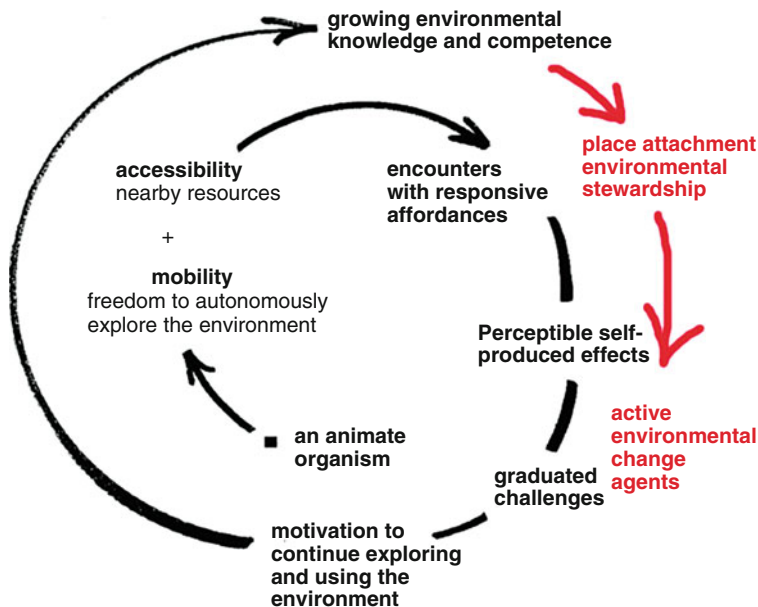 growing environmental
knowledge and competence
place attachment
environmental
stewardship
accessibility
nearby resources
encounters
with responsive
affordances
+
mobility
freedom to autonomously
explore the environment
Perceptible self-
produced effects
an animate
organism
active
environmental
change
agents
graduated
challenges
motivation to
continue exploring
and using the
environment